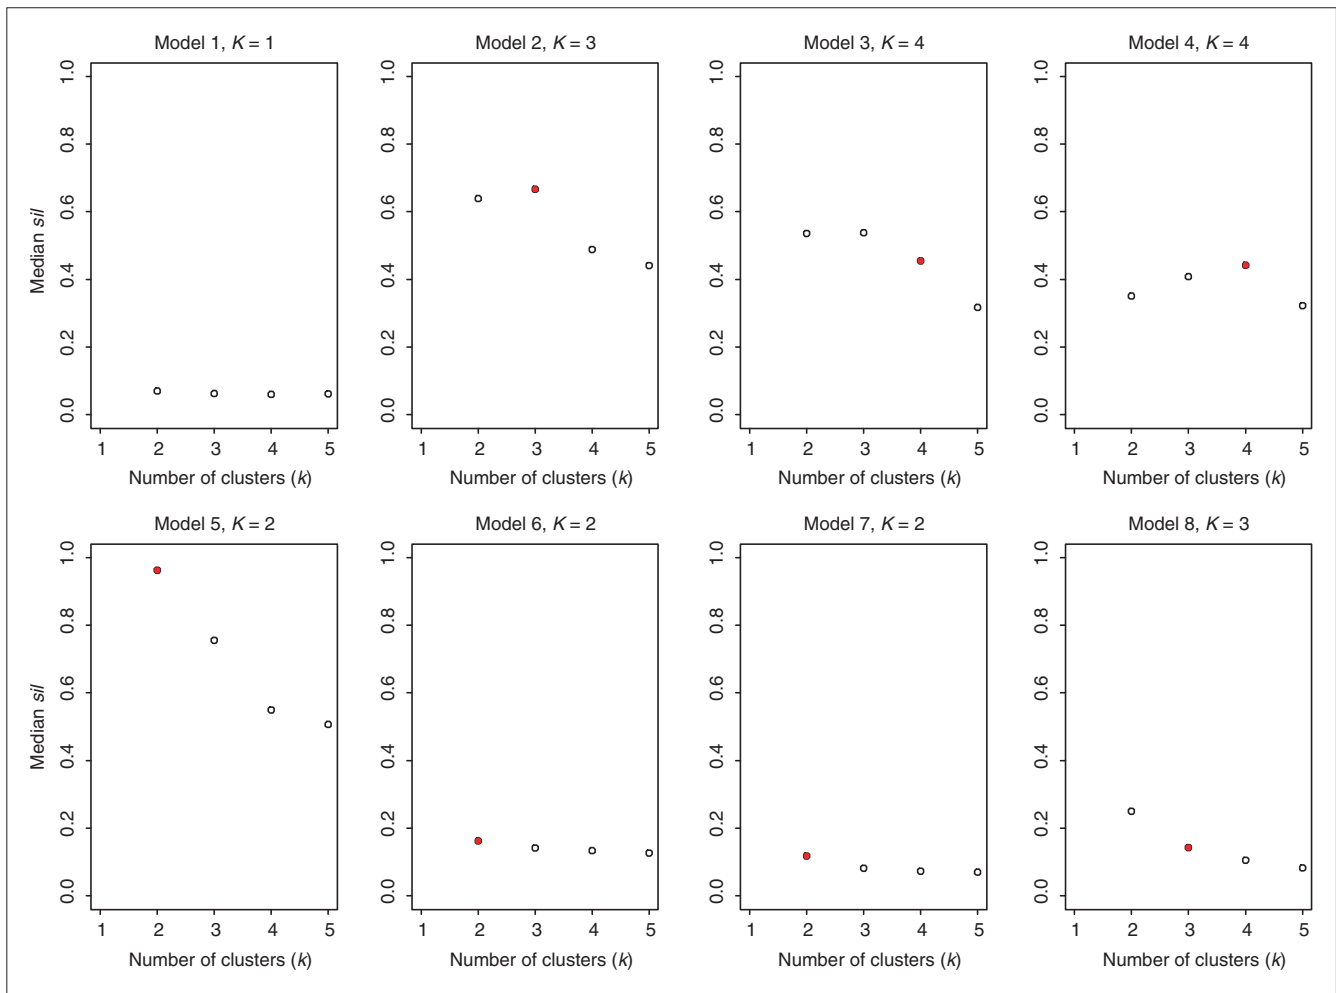 Model 1, K = 1
Model 2, K = 3
Model 3, K = 4
Model 4, K = 4
Median sil
1.0
0.8
0.6
0.4
0.2
0.0
1 2 3 4 5
Number of clusters (k)
1.0
0.8
0.6
0.4
0.2
0.0
1 2 3 4 5
Number of clusters (k)
1.0
0.8
0.6
0.4
0.2
0.0
1 2 3 4 5
Number of clusters (k)
1.0
0.8
0.6
0.4
0.2
0.0
1 2 3 4 5
Number of clusters (k)
Model 5, K = 2
Model 6, K = 2
Model 7, K = 2
Model 8, K = 3
Median sil
1.0
0.8
0.6
0.4
0.2
0.0
1 2 3 4 5
Number of clusters (k)
1.0
0.8
0.6
0.4
0.2
0.0
1 2 3 4 5
Number of clusters (k)
1.0
0.8
0.6
0.4
0.2
0.0
1 2 3 4 5
Number of clusters (k)
1.0
0.8
0.6
0.4
0.2
0.0
1 2 3 4 5
Number of clusters (k)